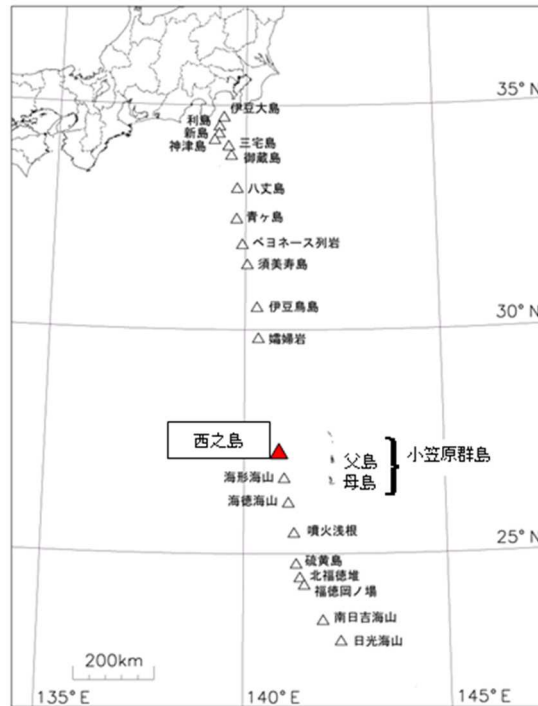 35°N
伊豆大島
利島
新島
神津島
三宅島
御蔵島
八丈島
青ヶ島
ベヨネース列岩
須美寿島
伊豆鳥島
30°N
孀婦岩
西之島
父島
母島
小笠原群島
海形海山
海徳海山
噴火浅根
25°N
硫黄島
北福徳堆
福徳岡ノ場
南日吉海山
日光海山
200km
135°E
140°E
145°E